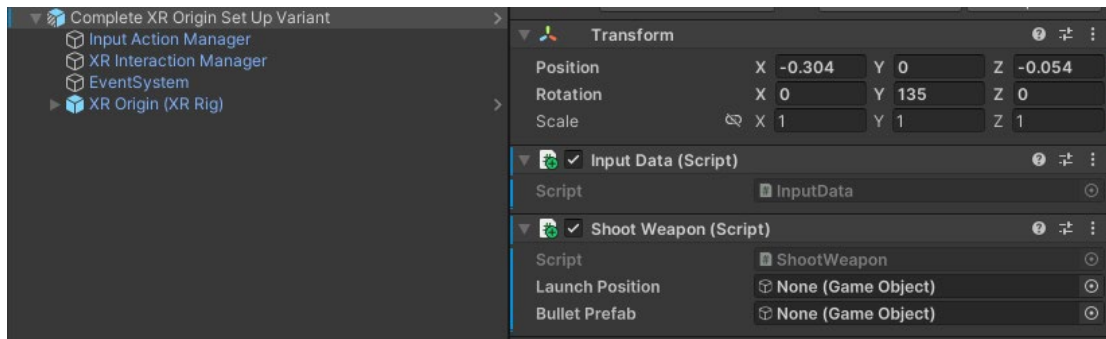 Complete XR Origin Set Up Variant
Input Action Manager
XR Interaction Manager
EventSystem
XR Origin (XR Rig)
Transform
Position X -0.304 Y 0 Z -0.054
Rotation X 0 Y 135 Z 0
Scale X 1 Y 1 Z 1
Input Data (Script)
Script InputData
Shoot Weapon (Script)
Script ShootWeapon
Launch Position None (Game Object)
Bullet Prefab None (Game Object)